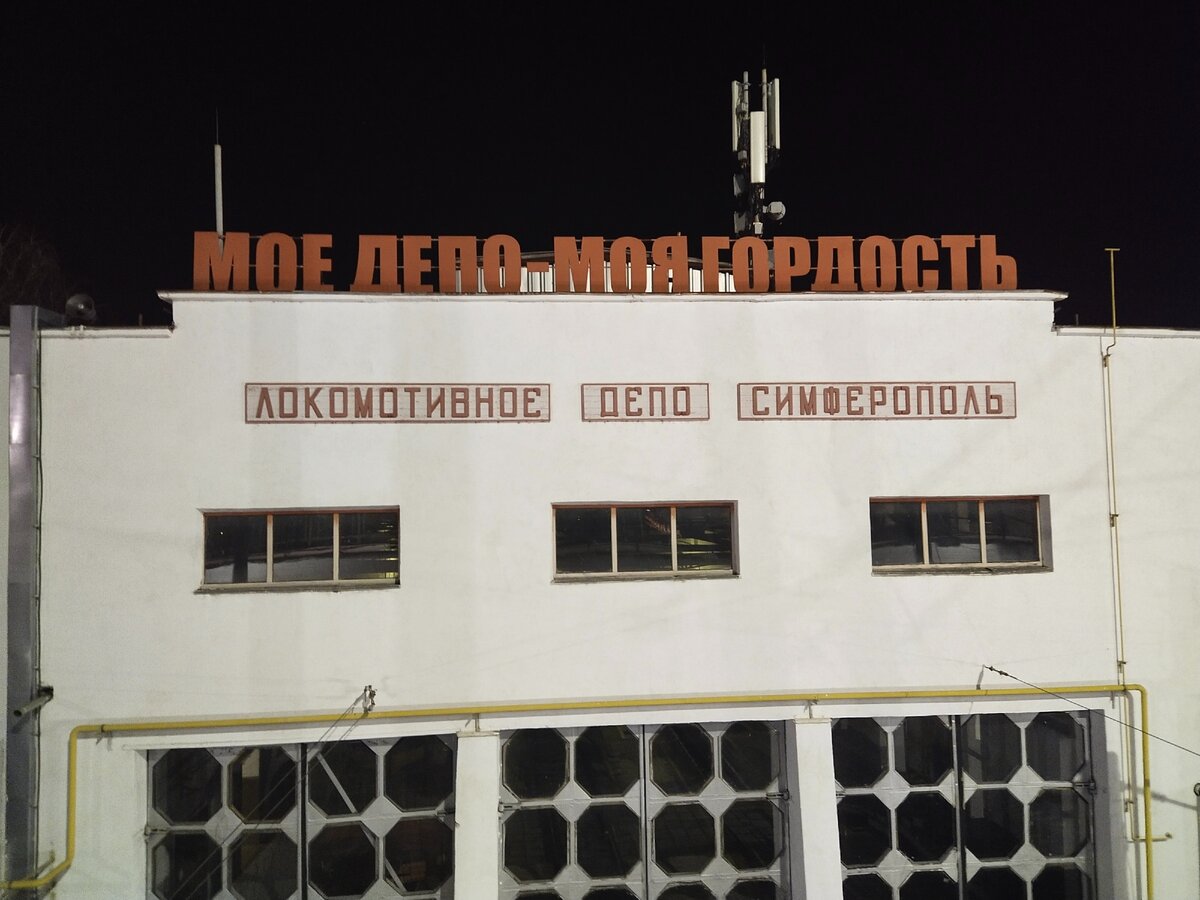 МОЕ ДЕПО-МОЯ ГОРДОСТЬ
ЛОКОМОТИВНОЕ ДЕПО СИМФЕРОПОЛЬ